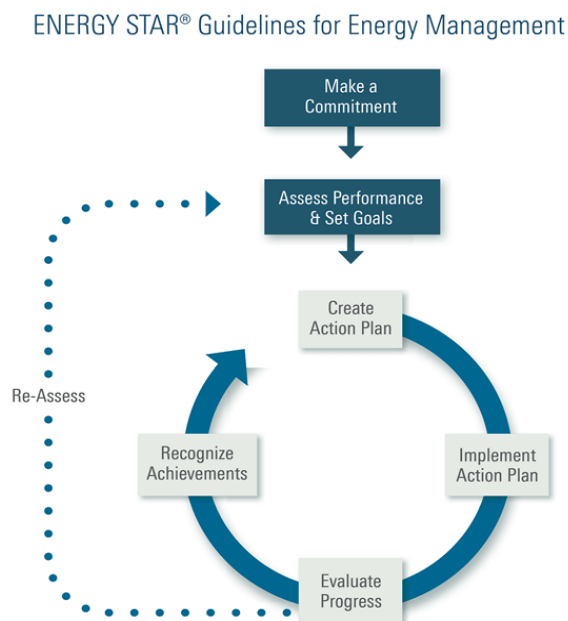 ENERGY STAR® Guidelines for Energy Management
Make a
Commitment
Assess Performance
& Set Goals
Create
Action Plan
Re-Assess
Recognize
Achievements
Implement
Action Plan
Evaluate
Progress